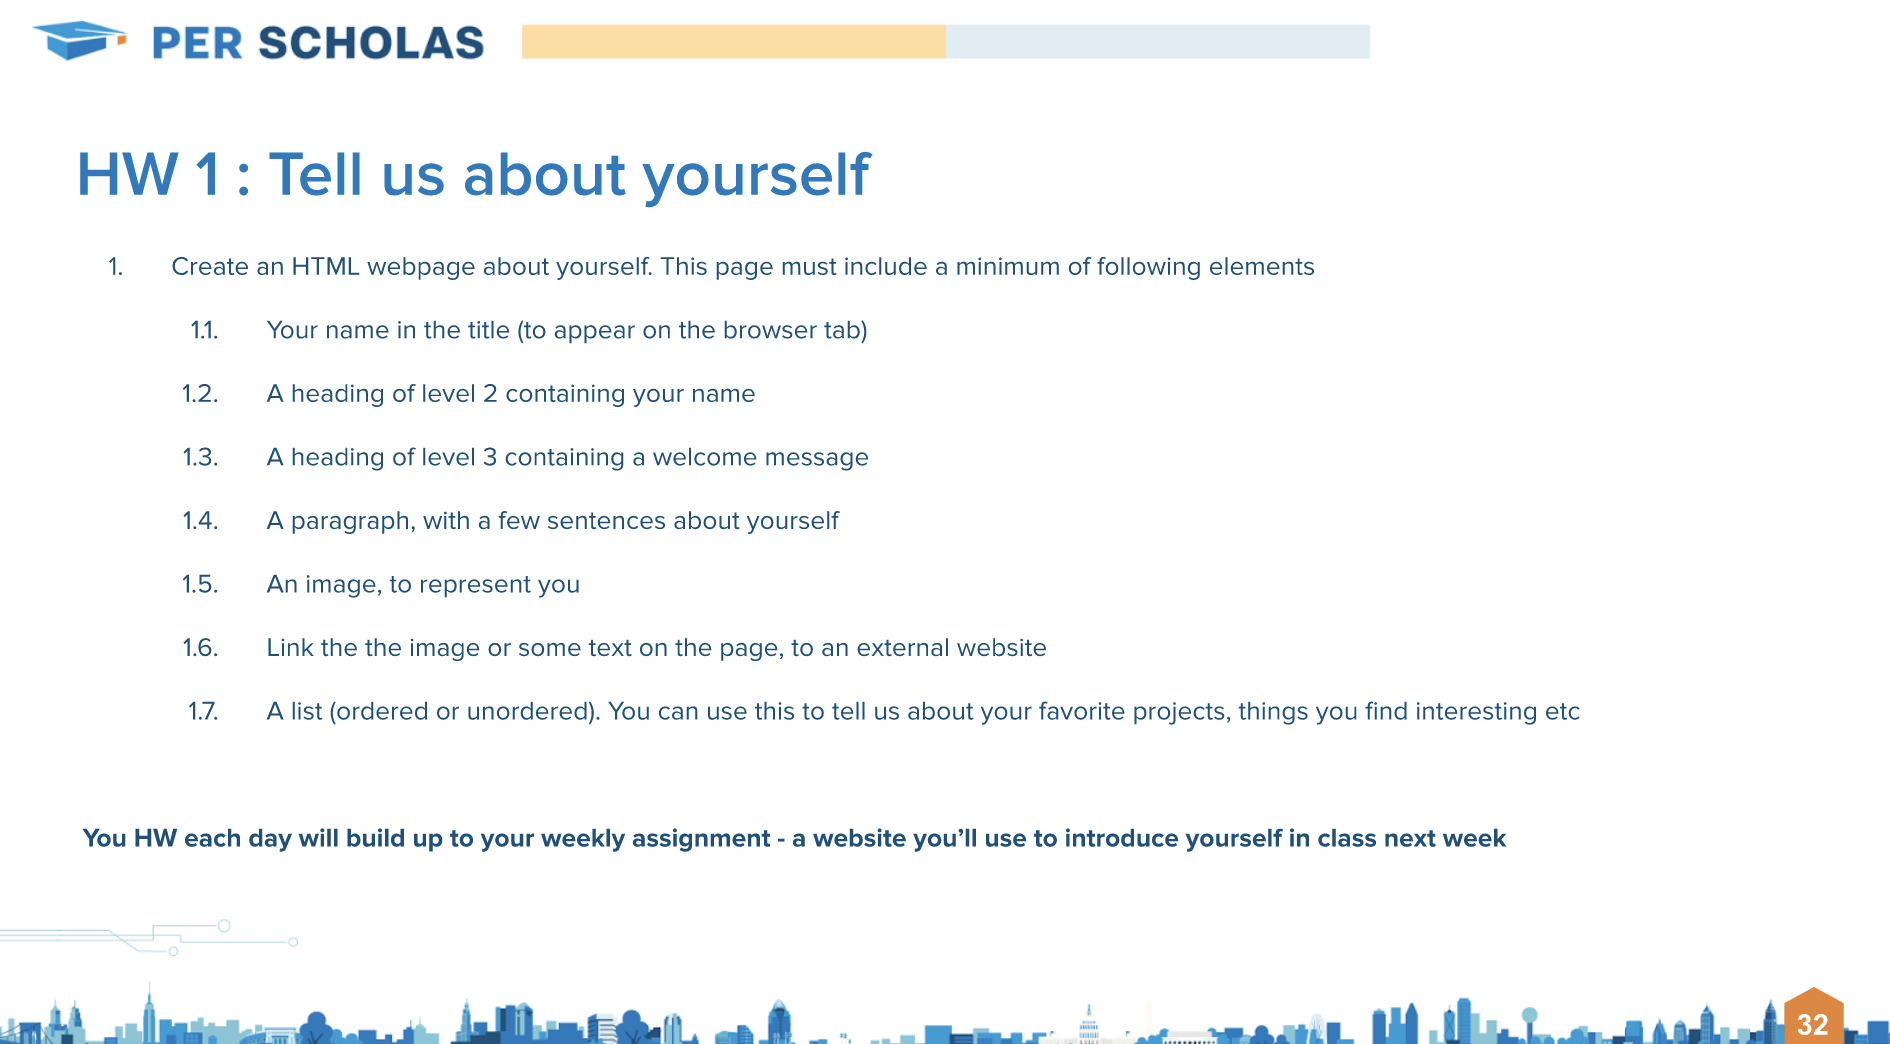 PER SCHOLAS
HW 1 : Tell us about yourself
1. Create an HTML webpage about yourself. This page must include a minimum of following elements
1.1. Your name in the title (to appear on the browser tab)
1.2. A heading of level 2 containing your name
1.3. A heading of level 3 containing a welcome message
1.4. A paragraph, with a few sentences about yourself
1.5. An image, to represent you
1.6. Link the the image or some text on the page, to an external website
1.7. A list (ordered or unordered). You can use this to tell us about your favorite projects, things you find interesting etc
You HW each day will build up to your weekly assignment - a website you’ll use to introduce yourself in class next week
32